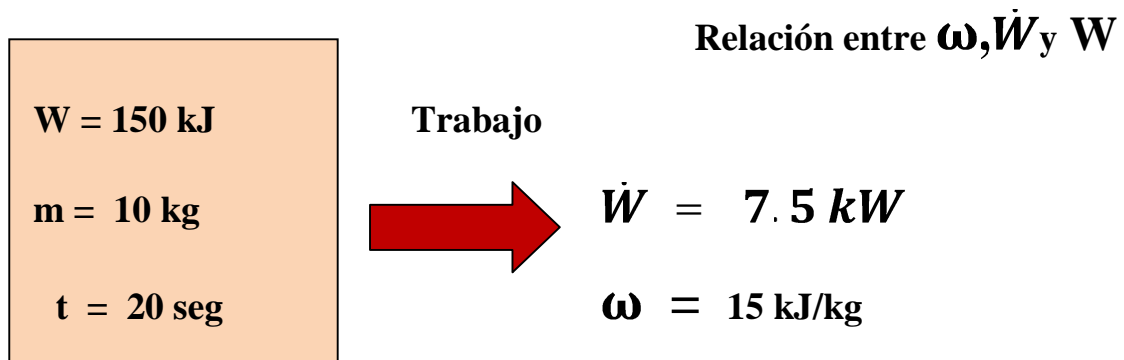 Relación entre ω,Ẇ y W
W = 150 kJ
Trabajo
m = 10 kg
Ẇ = 7.5 kW
t = 20 seg
ω = 15 kJ/kg